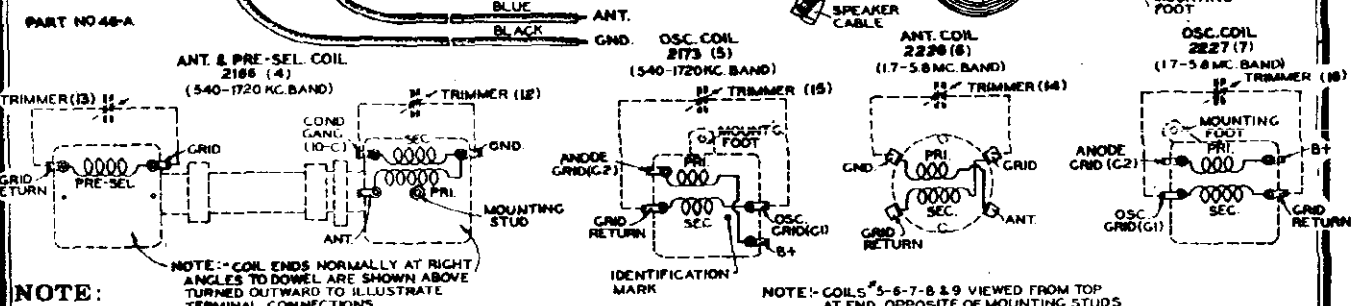 BLUE
ANT.
BLACK
GND.
PART NO 46-A
SPEAKER
CABLE
FOOT
ANT. & PRE-SEL. COIL
2166 (4)
(540-1720 KC. BAND)
TRIMMER (13)
GRID
GRID
PRE-SEL
TRIMMER (12)
COND
GANG
(10-C)
SEC.
GND.
PRI.
MOUNTING
STUD
ANT.
NOTE:- COIL ENDS NORMALLY AT RIGHT
ANGLES TO DOWEL ARE SHOWN ABOVE
TURNED OUTWARD TO ILLUSTRATE
TERMINAL CONNECTIONS
NOTE:
OSC. COIL
2173 (5)
(540-1720 KC. BAND)
TRIMMER (15)
MOUNT'G
FOOT
ANODE
GRID (G2)
PRI.
GRID
RETURN
SEC.
OSC.
GRID (G1)
B+
IDENTIFICATION
MARK
ANT. COIL
2226 (6)
(1.7-5.8 MC. BAND)
TRIMMER (14)
GND
PRI.
GRID
SEC.
GRID
RETURN
ANT.
OSC. COIL
2227 (7)
(1.7-5.8 MC. BAND)
TRIMMER (16)
MOUNTING
FOOT
ANODE
GRID (G2)
PRI.
B+
OSC.
GRID (G1)
SEC.
GRID
RETURN
NOTE:- COILS #5-6-7-8 & 9 VIEWED FROM TOP
AT END OPPOSITE OF MOUNTING STUDS